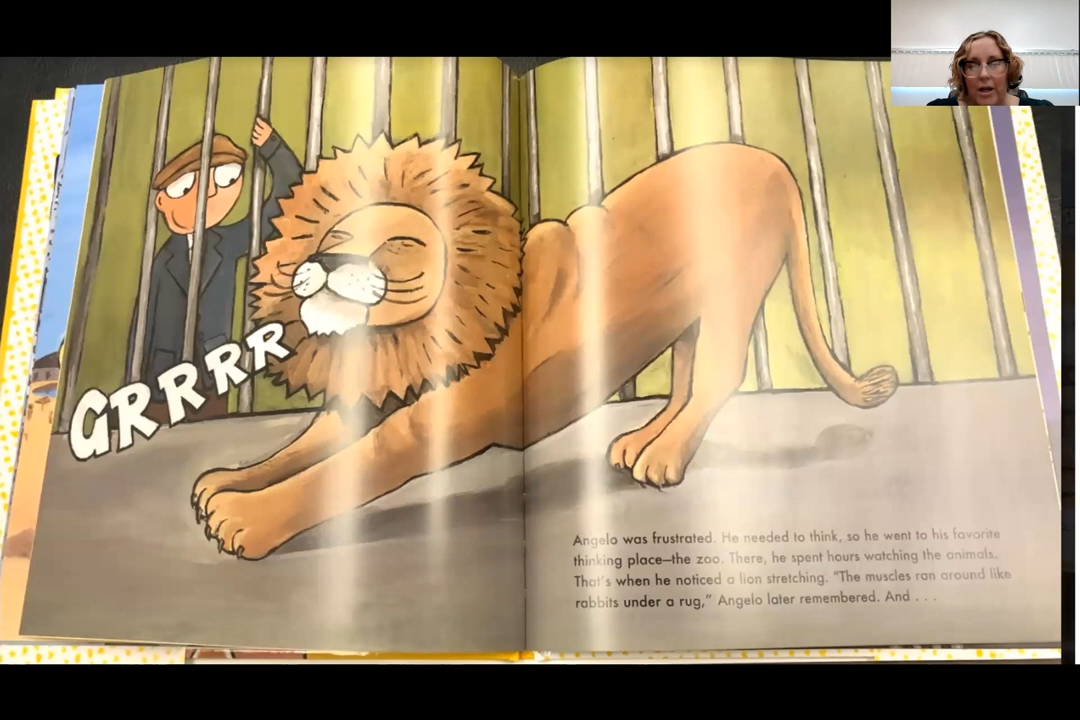 GRRRR
Angelo was frustrated. He needed to think, so he went to his favorite
thinking place—the zoo. There, he spent hours watching the animals.
That's when he noticed a lion stretching. "The muscles ran around like
rabbits under a rug," Angelo later remembered. And . . .